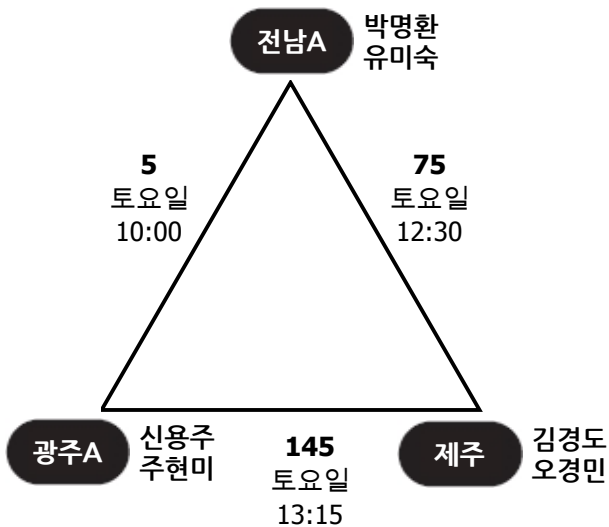 전남A
박명환
유미숙
5
토요일
10:00
75
토요일
12:30
광주A
신용주
주현미
145
토요일
13:15
제주
김경도
오경민